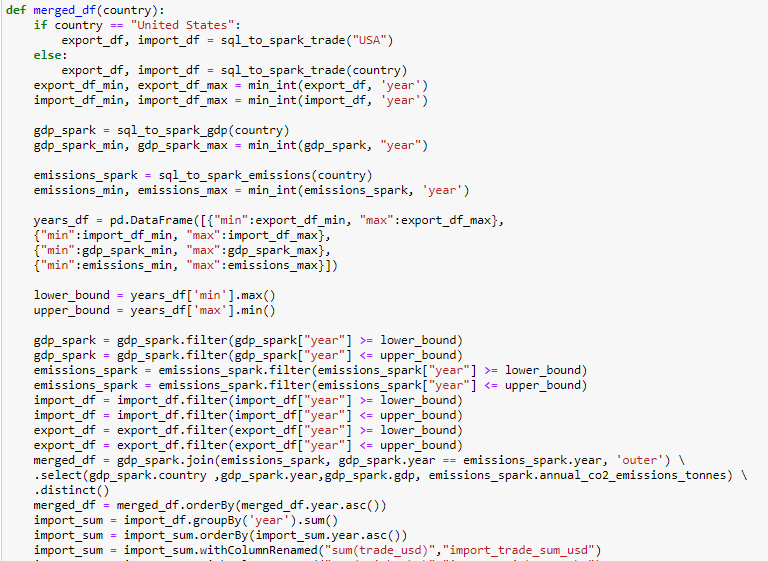 def merged_df(country):
    if country == "United States":
        export_df, import_df = sql_to_spark_trade("USA")
    else:
        export_df, import_df = sql_to_spark_trade(country)
    export_df_min, export_df_max = min_int(export_df, 'year')
    import_df_min, import_df_max = min_int(import_df, 'year')

    gdp_spark = sql_to_spark_gdp(country)
    gdp_spark_min, gdp_spark_max = min_int(gdp_spark, "year")

    emissions_spark = sql_to_spark_emissions(country)
    emissions_min, emissions_max = min_int(emissions_spark, 'year')

    years_df = pd.DataFrame([{"min":export_df_min, "max":export_df_max},
    {"min":import_df_min, "max":import_df_max},
    {"min":gdp_spark_min, "max":gdp_spark_max},
    {"min":emissions_min, "max":emissions_max}])

    lower_bound = years_df['min'].max()
    upper_bound = years_df['max'].min()

    gdp_spark = gdp_spark.filter(gdp_spark["year"] >= lower_bound)
    gdp_spark = gdp_spark.filter(gdp_spark["year"] <= upper_bound)
    emissions_spark = emissions_spark.filter(emissions_spark["year"] >= lower_bound)
    emissions_spark = emissions_spark.filter(emissions_spark["year"] <= upper_bound)
    import_df = import_df.filter(import_df["year"] >= lower_bound)
    import_df = import_df.filter(import_df["year"] <= upper_bound)
    export_df = export_df.filter(export_df["year"] >= lower_bound)
    export_df = export_df.filter(export_df["year"] <= upper_bound)
    merged_df = gdp_spark.join(emissions_spark, gdp_spark.year == emissions_spark.year, 'outer') \
    .select(gdp_spark.country ,gdp_spark.year,gdp_spark.gdp, emissions_spark.annual_co2_emissions_tonnes) \
    .distinct()
    merged_df = merged_df.orderBy(merged_df.year.asc())
    import_sum = import_df.groupBy('year').sum()
    import_sum = import_sum.orderBy(import_sum.year.asc())
    import_sum = import_sum.withColumnRenamed("sum(trade_usd)","import_trade_sum_usd")